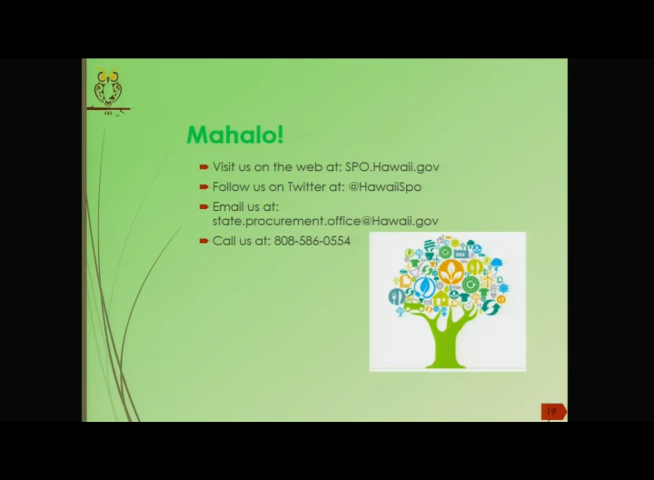 Mahalo!
Visit us on the web at: SPO.Hawaii.gov
Follow us on Twitter at: @HawaiiSpo
Email us at:
state.procurement.office@Hawaii.gov
Call us at: 808-586-0554
19